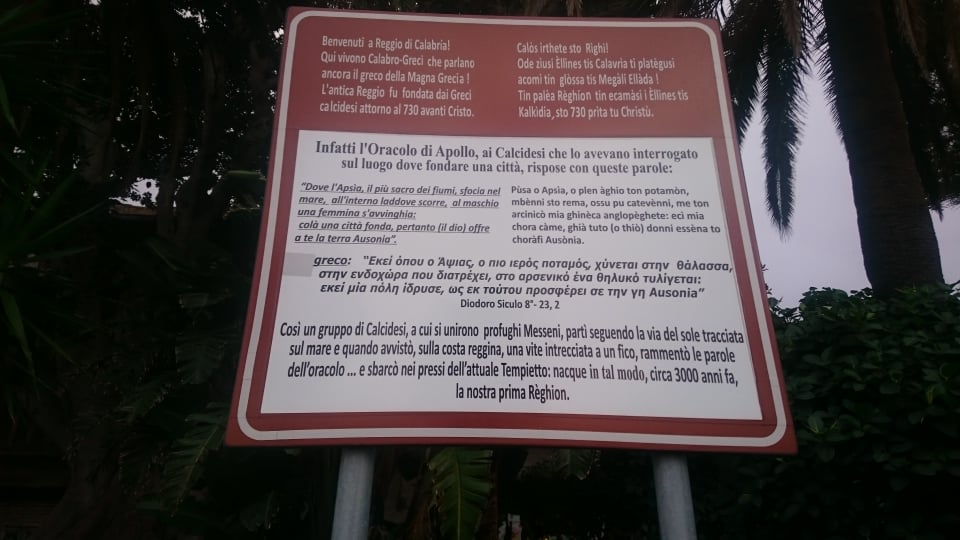 Benvenuti a Reggio di Calabria!
Qui vivono Calabro-Greci che parlano
ancora il greco della Magna Grecia !
L'antica Reggio fu fondata dai Greci
calcidesi attorno al 730 avanti Cristo.
Calòs irthete sto Righì!
Ode ziusi Èllines tis Calavrìa ti platègusi
acomì tin glòssa tis Megàli Ellàda !
Tin palèa Règhion tin ecamàsi i Èllines tis
Kalkidìa, sto 730 prita tu Christù.
Infatti l'Oracolo di Apollo, ai Calcidesi che lo avevano interrogato
sul luogo dove fondare una città, rispose con queste parole:
"Dove l'Apsìa, il più sacro dei fiumi, sfocia nel
mare, all'interno laddove scorre, al maschio
una femmina s'avvinghia:
colà una città fonda, pertanto (il dio) offre
a te la terra Ausonia".
Pùsa o Apsìa, o plen àghio ton potamòn,
mbènni sto rema, ossu pu catevènni, me ton
arcinicò mia ghinèca anglopèghete: ecì mia
chora càme, ghià tuto (o thiò) donni essèna to
choràfi Ausònia.
greco: "Εκεί όπου ο Άψιας, ο πιο ιερός ποταμός, χύνεται στην θάλασσα,
στην ενδοχώρα που διατρέχει, στο αρσενικό ένα θηλυκό τυλίγεται:
εκεί μία πόλη ίδρυσε, ως εκ τούτου προσφέρει σε την γη Ausonia"
Diodoro Siculo 8°- 23, 2
Così un gruppo di Calcidesi, a cui si unirono profughi Messeni, partì seguendo la via del sole tracciata
sul mare e quando avvistò, sulla costa reggina, una vite intrecciata a un fico, rammentò le parole
dell'oracolo ... e sbarcò nei pressi dell'attuale Tempietto: nacque in tal modo, circa 3000 anni fa,
la nostra prima Règhion.